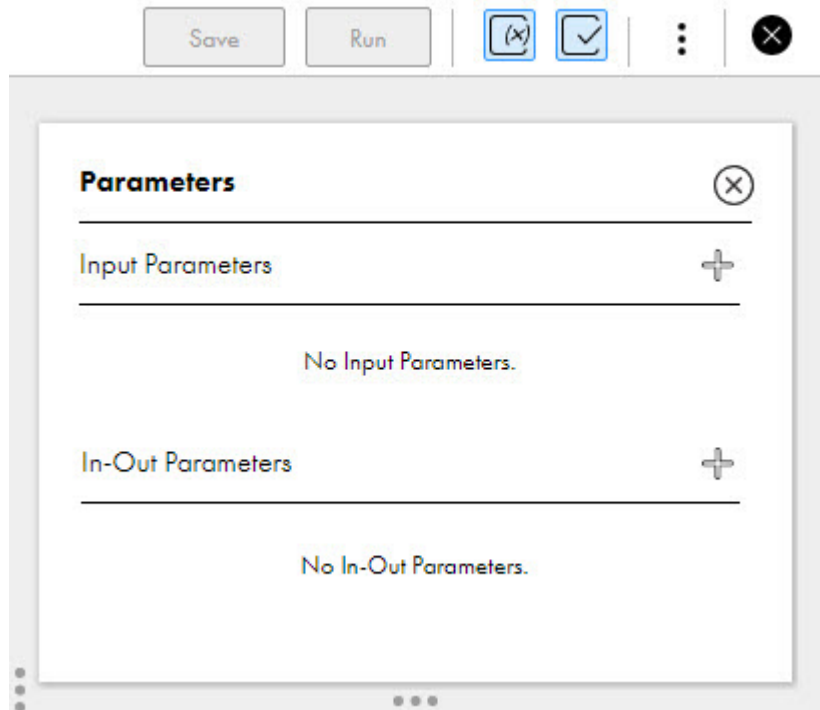 Save Run (x)
Parameters
Input Parameters
No Input Parameters.
In-Out Parameters
No In-Out Parameters.